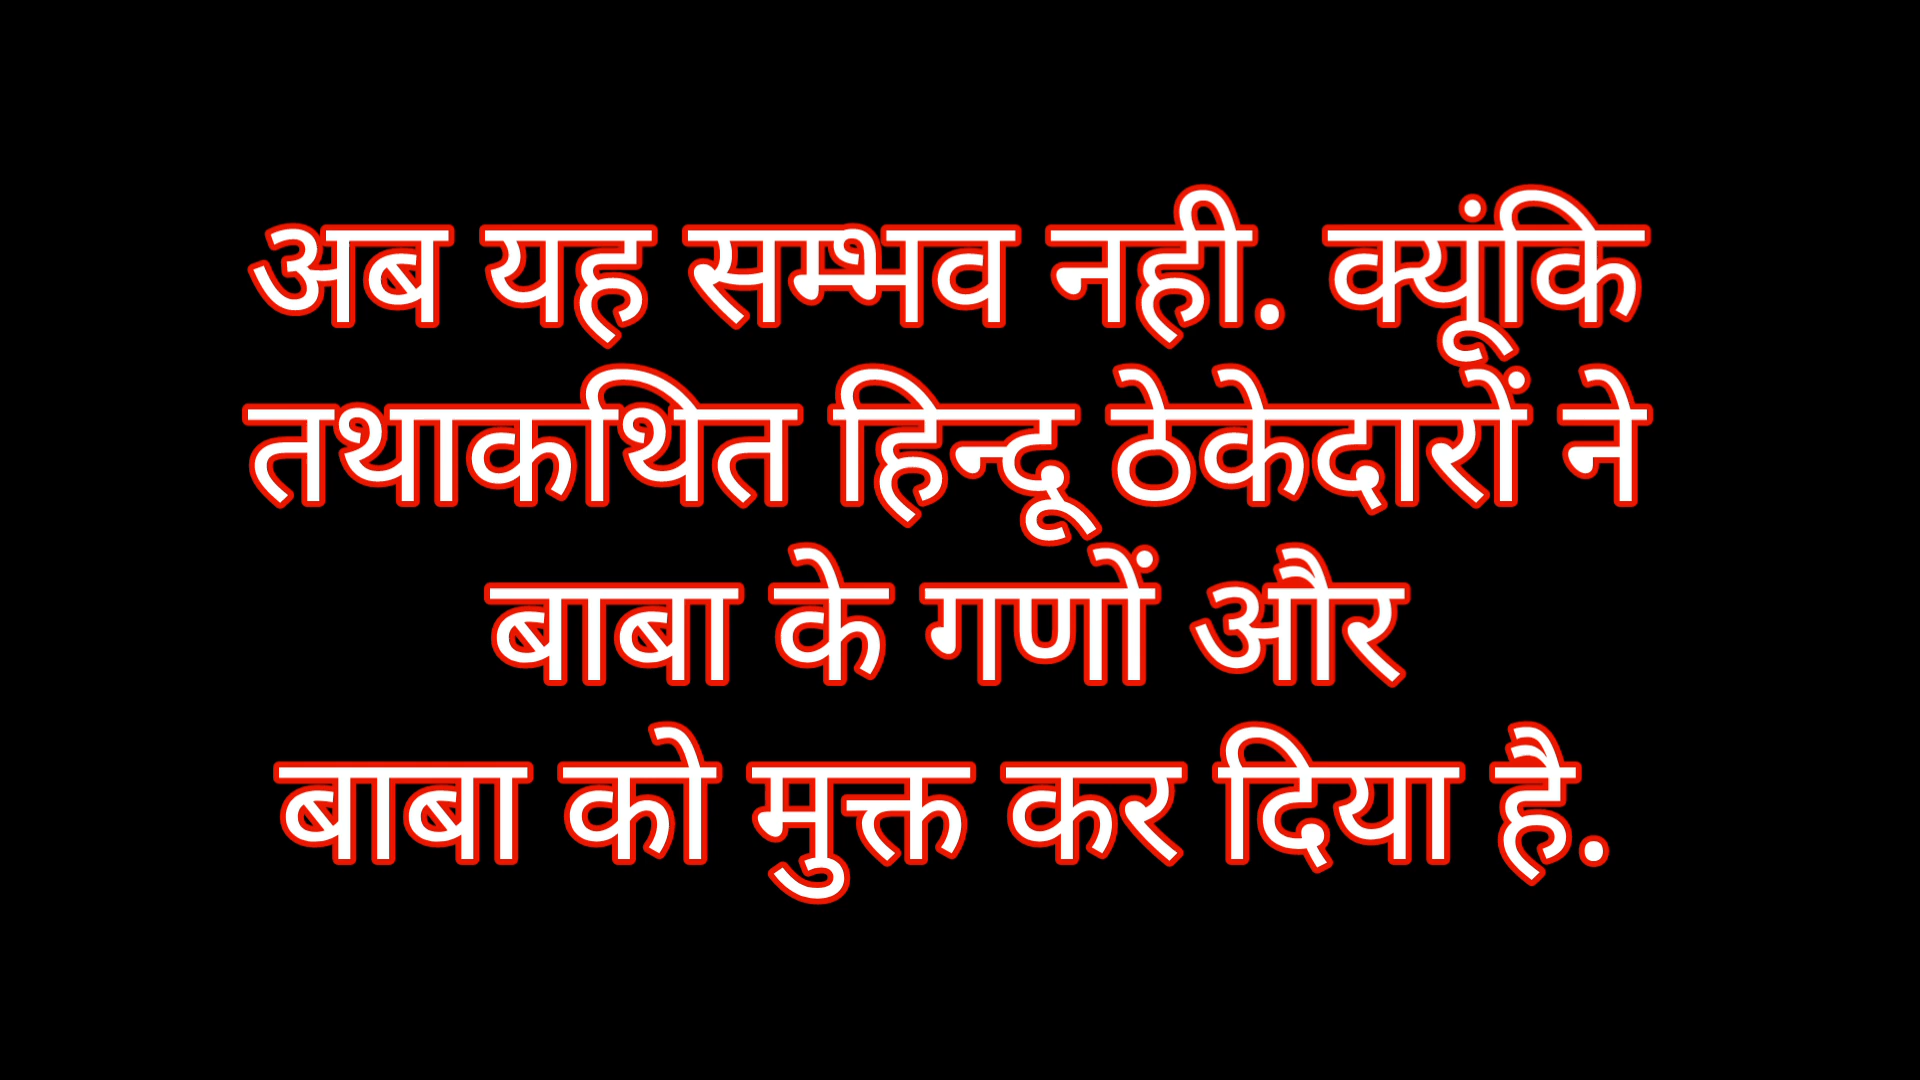 अब यह सम्भव नही. क्यूंकि
तथाकथित हिन्दू ठेकेदारों ने
बाबा के गणों और
बाबा को मुक्त कर दिया है.